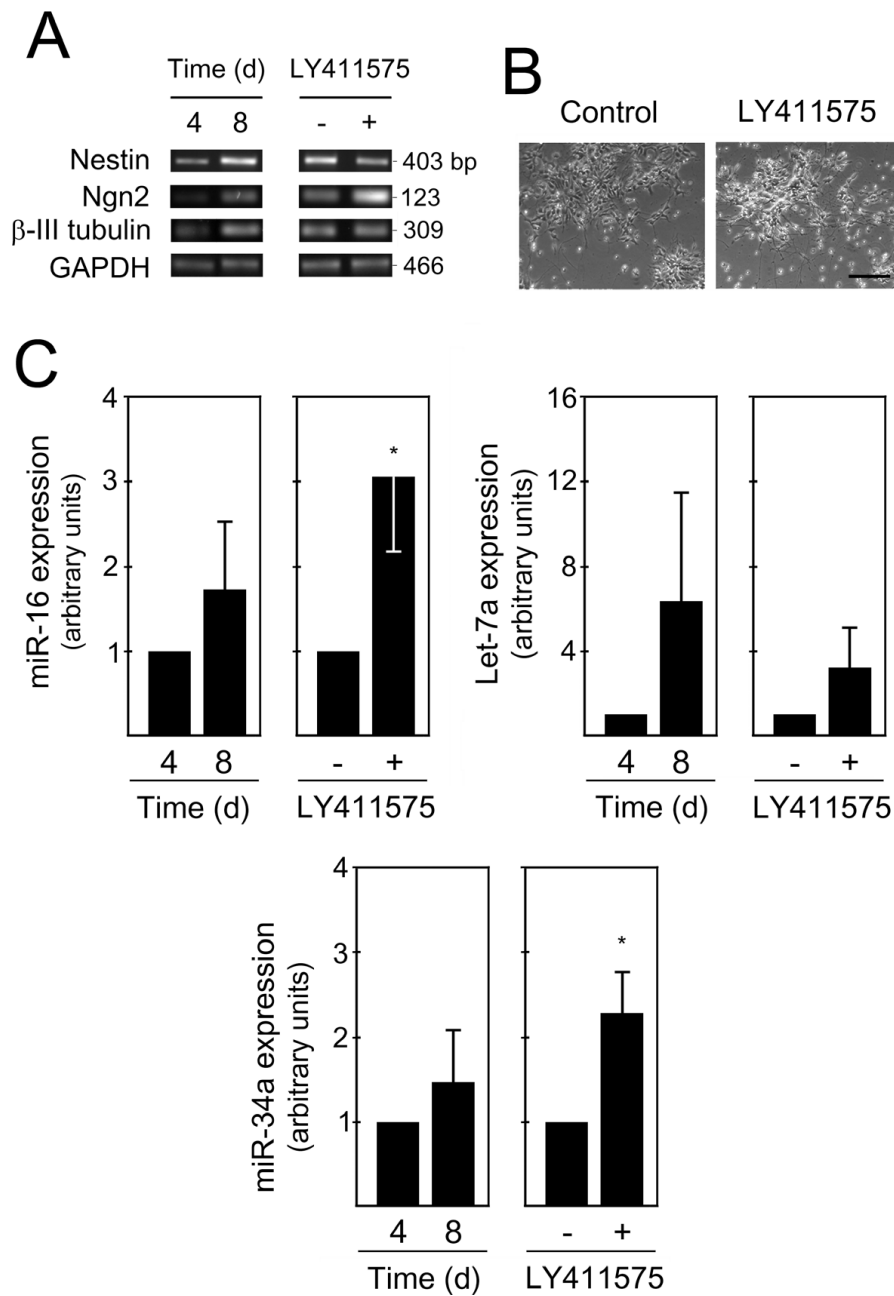 A
Time (d) LY411575
4 8 - +
Nestin 403 bp
Ngn2 123
β-III tubulin 309
GAPDH 466
B
Control LY411575
C
miR-16 expression
(arbitrary units)
4
3
2
1
*
4 8 - +
Time (d) LY411575
Let-7a expression
(arbitrary units)
16
12
8
4
4 8 - +
Time (d) LY411575
miR-34a expression
(arbitrary units)
4
3
2
1
*
4 8 - +
Time (d) LY411575